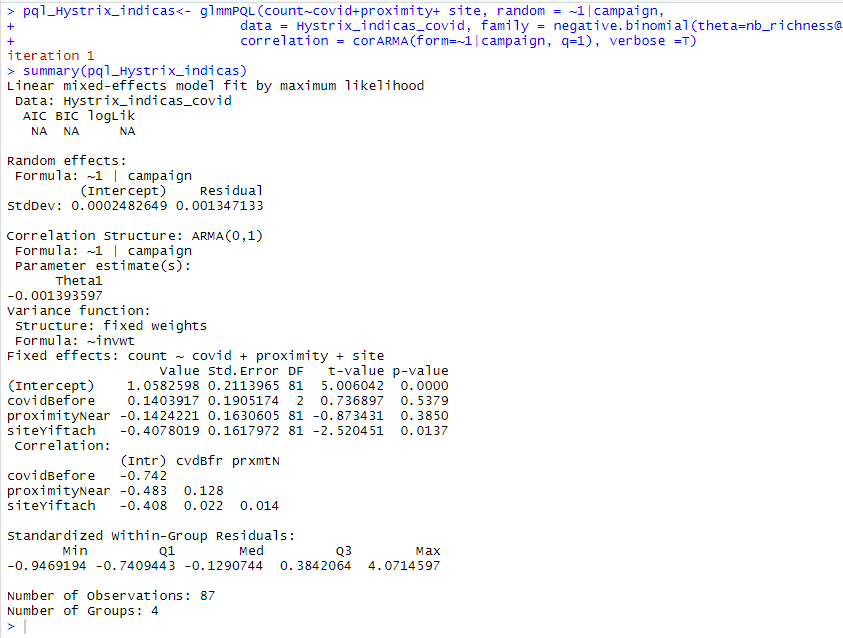 > pql_Hystrix_indicas<- glmmPQL(count~covid+proximity+ site, random = ~1|campaign,
+                             data = Hystrix_indicas_covid, family = negative.binomial(theta=nb_richness@
+                             correlation = corARMA(form=~1|campaign, q=1), verbose =T)
iteration 1
> summary(pql_Hystrix_indicas)
Linear mixed-effects model fit by maximum likelihood
 Data: Hystrix_indicas_covid
  AIC BIC logLik
   NA  NA     NA
Random effects:
 Formula: ~1 | campaign
         (Intercept)    Residual
StdDev: 0.0002482649 0.001347133
Correlation Structure: ARMA(0,1)
 Formula: ~1 | campaign
 Parameter estimate(s):
      Theta1
-0.001393597
Variance function:
 Structure: fixed weights
 Formula: ~invwt
Fixed effects: count ~ covid + proximity + site
                   Value Std.Error DF   t-value p-value
(Intercept)    1.0582598 0.2113965 81  5.006042  0.0000
covidBefore    0.1403917 0.1905174  2  0.736897  0.5379
proximityNear -0.1424221 0.1630605 81 -0.873431  0.3850
siteYiftach   -0.4078019 0.1617972 81 -2.520451  0.0137
 Correlation:
              (Intr) cvdBfr prxmtN
covidBefore   -0.742
proximityNear -0.483  0.128
siteYiftach   -0.408  0.022  0.014
Standardized Within-Group Residuals:
       Min         Q1        Med         Q3        Max
-0.9469194 -0.7409443 -0.1290744  0.3842064  4.0714597
Number of Observations: 87
Number of Groups: 4
>